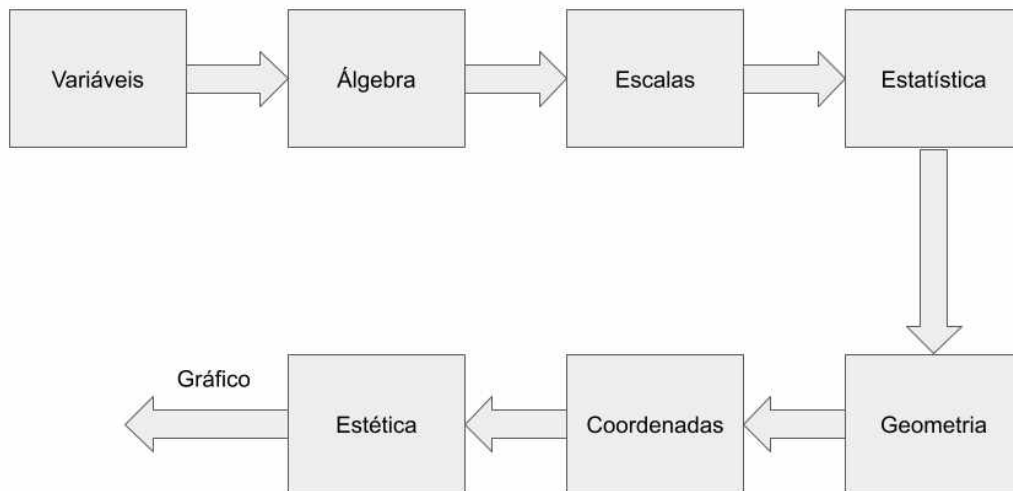 Variáveis
Álgebra
Escalas
Estatística
Geometria
Coordenadas
Estética
Gráfico